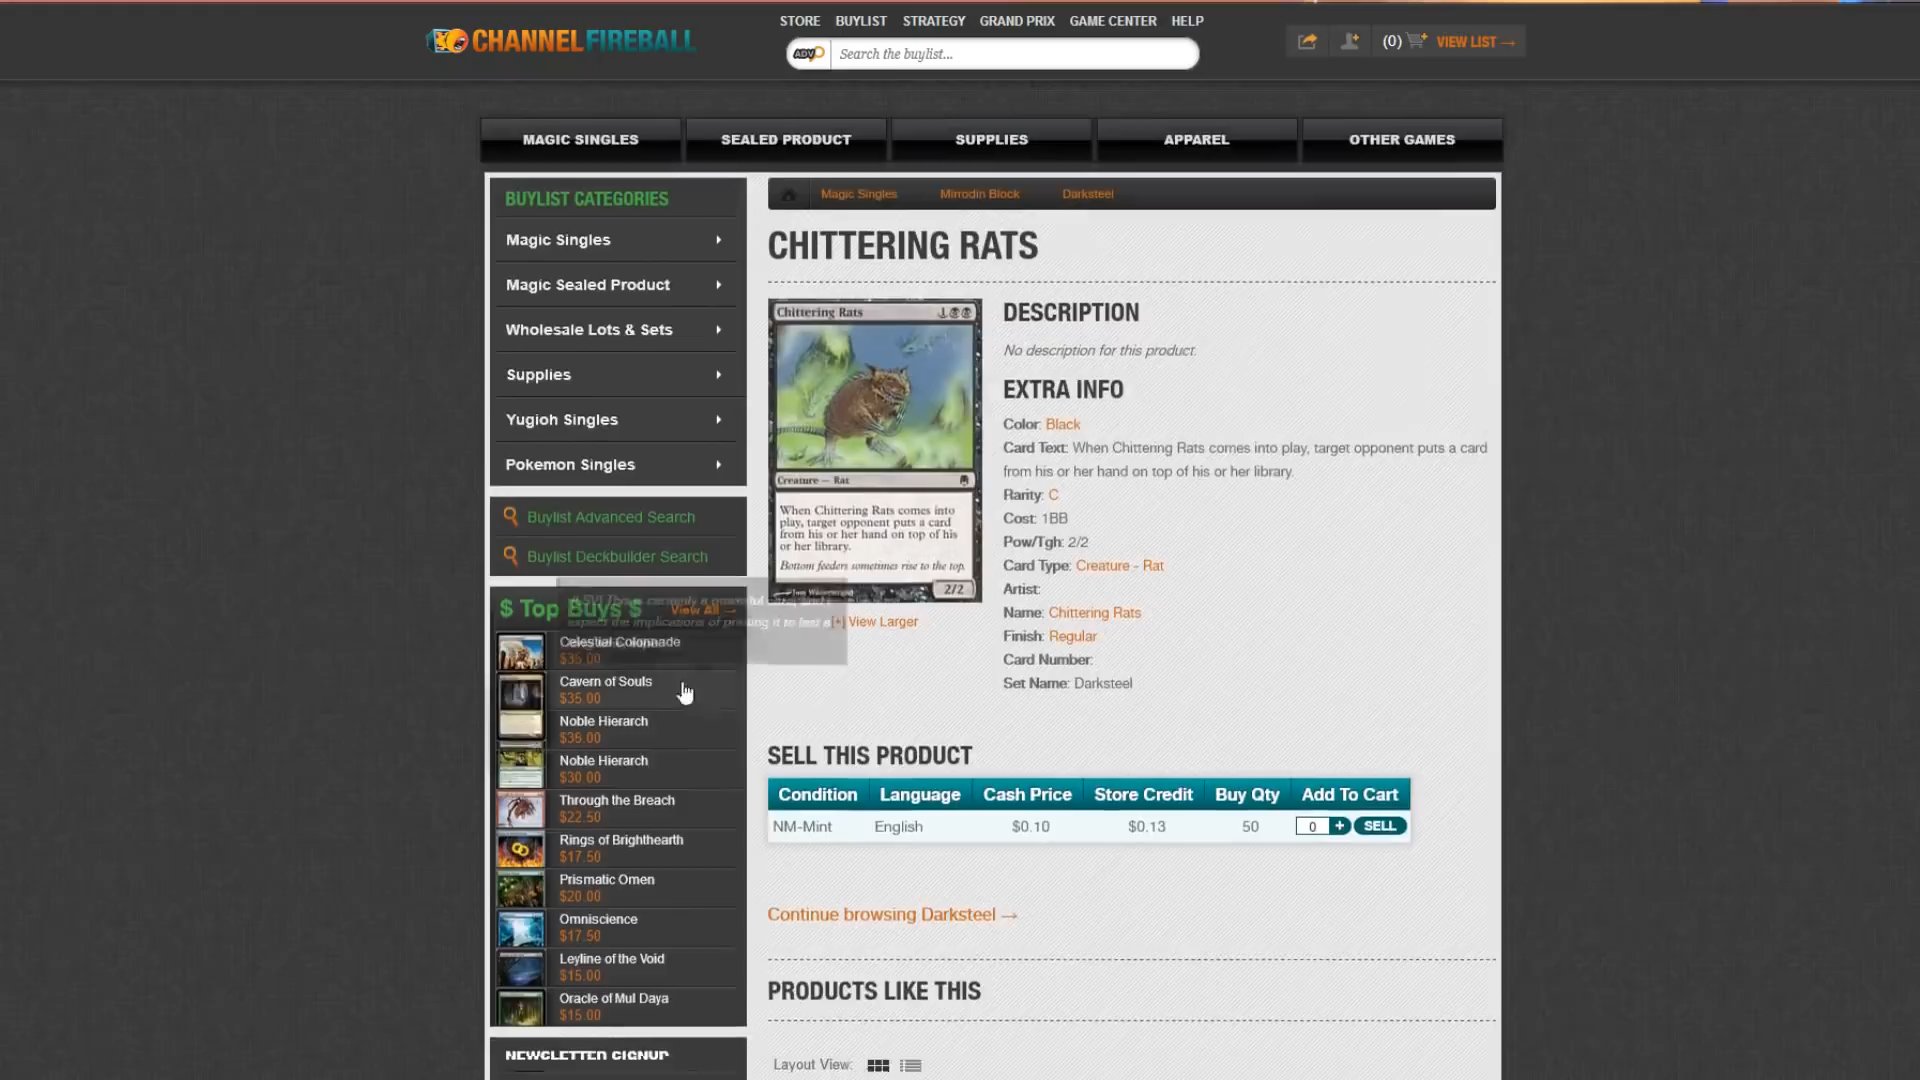 CHANNELFIREBALL
STORE BUYLIST STRATEGY GRAND PRIX GAME CENTER HELP
ADV Search the buylist...
(0) VIEW LIST →
MAGIC SINGLES SEALED PRODUCT SUPPLIES APPAREL OTHER GAMES
BUYLIST CATEGORIES
Magic Singles
Magic Sealed Product
Wholesale Lots & Sets
Supplies
Yugioh Singles
Pokemon Singles
Buylist Advanced Search
Buylist Deckbuilder Search
$ Top Buys $ View All →
Celestial Colonnade
$35.00
Cavern of Souls
$35.00
Noble Hierarch
$36.00
Noble Hierarch
$30.00
Through the Breach
$22.50
Rings of Brighthearth
$17.50
Prismatic Omen
$20.00
Omniscience
$17.50
Leyline of the Void
$15.00
Oracle of Mul Daya
$15.00
NEWSLETTER SIGNUP
Magic Singles Mirrodin Block Darksteel
CHITTERING RATS
Chittering Rats 1
Creature — Rat
When Chittering Rats comes into
play, target opponent puts a card
from his or her hand on top of his
or her library.
Bottom feeders sometimes rise to the top.
2/2
expect the implications of
[+] View Larger
DESCRIPTION
No description for this product.
EXTRA INFO
Color: Black
Card Text: When Chittering Rats comes into play, target opponent puts a card
from his or her hand on top of his or her library.
Rarity: C
Cost: 1BB
Pow/Tgh: 2/2
Card Type: Creature - Rat
Artist:
Name: Chittering Rats
Finish: Regular
Card Number:
Set Name: Darksteel
SELL THIS PRODUCT
Condition Language Cash Price Store Credit Buy Qty Add To Cart
NM-Mint English $0.10 $0.13 50 0 + SELL
Continue browsing Darksteel →
PRODUCTS LIKE THIS
Layout View: